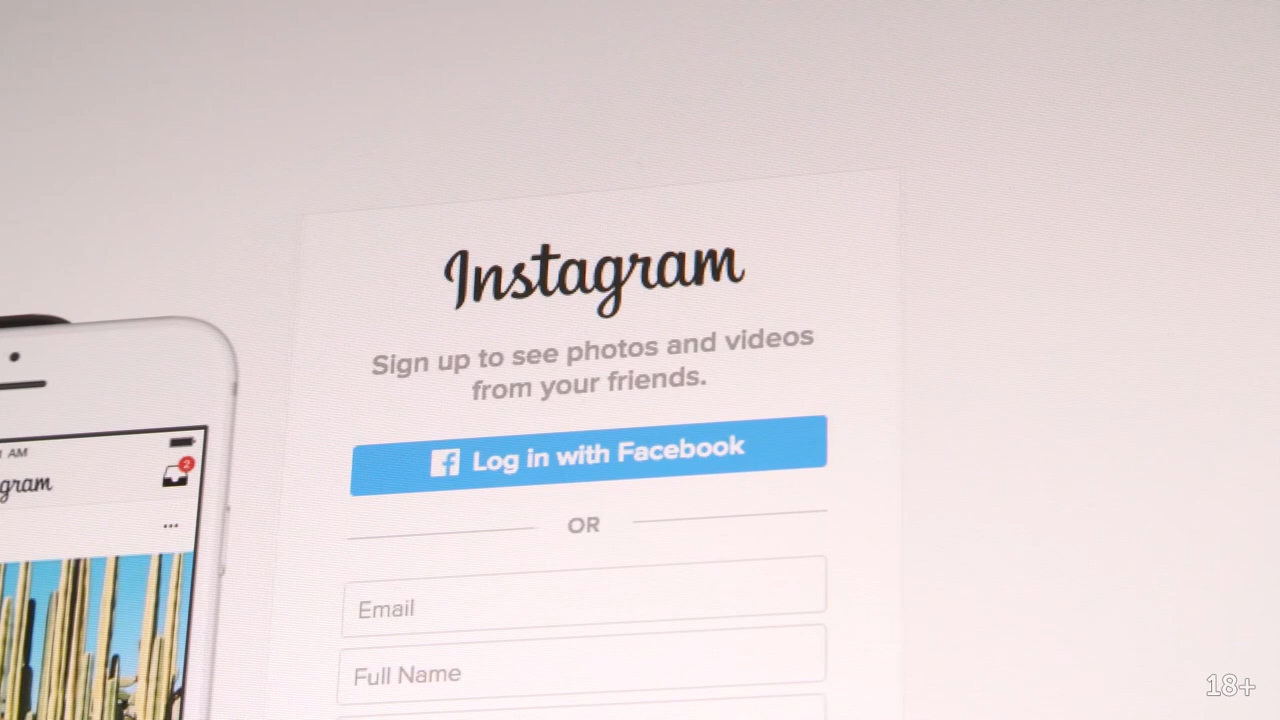 Instagram
Sign up to see photos and videos
from your friends.
Log in with Facebook
OR
Email
Full Name
AM
gram
2
18+